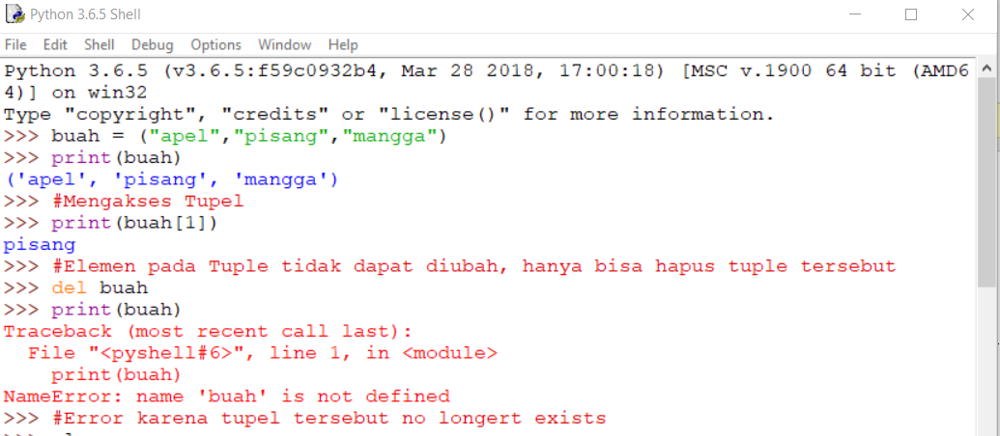 Python 3.6.5 Shell
File Edit Shell Debug Options Window Help
Python 3.6.5 (v3.6.5:f59c0932b4, Mar 28 2018, 17:00:18) [MSC v.1900 64 bit (AMD6
4)] on win32
Type "copyright", "credits" or "license()" for more information.
>>> buah = ("apel","pisang","mangga")
>>> print(buah)
('apel', 'pisang', 'mangga')
>>> #Mengakses Tupel
>>> print(buah[1])
pisang
>>> #Elemen pada Tuple tidak dapat diubah, hanya bisa hapus tuple tersebut
>>> del buah
>>> print(buah)
Traceback (most recent call last):
  File "<pyshell#6>", line 1, in <module>
    print(buah)
NameError: name 'buah' is not defined
>>> #Error karena tupel tersebut no longert exists